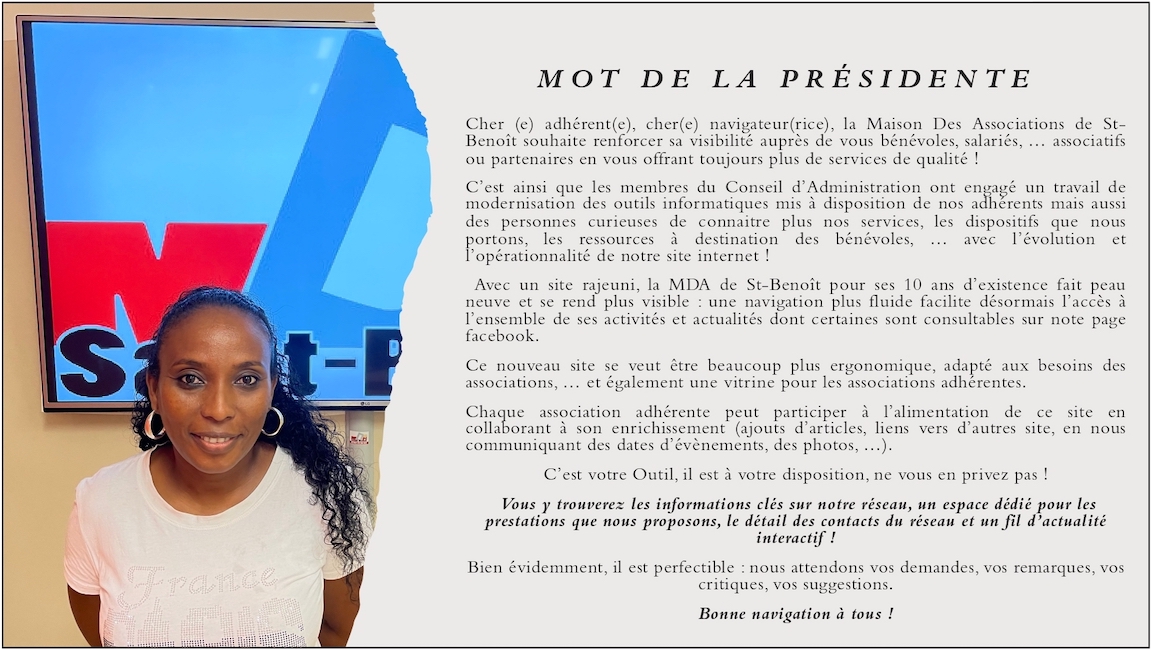 Sa t-B
LG
France
MOT DE LA PRÉSIDENTE
Cher (e) adhérent(e), cher(e) navigateur(rice), la Maison Des Associations de St-
Benoît souhaite renforcer sa visibilité auprès de vous bénévoles, salariés, … associatifs
ou partenaires en vous offrant toujours plus de services de qualité !
C’est ainsi que les membres du Conseil d’Administration ont engagé un travail de
modernisation des outils informatiques mis à disposition de nos adhérents mais aussi
des personnes curieuses de connaitre plus nos services, les dispositifs que nous
portons, les ressources à destination des bénévoles, … avec l’évolution et
l’opérationnalité de notre site internet !
Avec un site rajeuni, la MDA de St-Benoît pour ses 10 ans d’existence fait peau
neuve et se rend plus visible : une navigation plus fluide facilite désormais l’accès à
l’ensemble de ses activités et actualités dont certaines sont consultables sur note page
facebook.
Ce nouveau site se veut être beaucoup plus ergonomique, adapté aux besoins des
associations, … et également une vitrine pour les associations adhérentes.
Chaque association adhérente peut participer à l’alimentation de ce site en
collaborant à son enrichissement (ajouts d’articles, liens vers d’autres site, en nous
communiquant des dates d’évènements, des photos, …).
C’est votre Outil, il est à votre disposition, ne vous en privez pas !
Vous y trouverez les informations clés sur notre réseau, un espace dédié pour les
prestations que nous proposons, le détail des contacts du réseau et un fil d’actualité
interactif !
Bien évidemment, il est perfectible : nous attendons vos demandes, vos remarques, vos
critiques, vos suggestions.
Bonne navigation à tous !